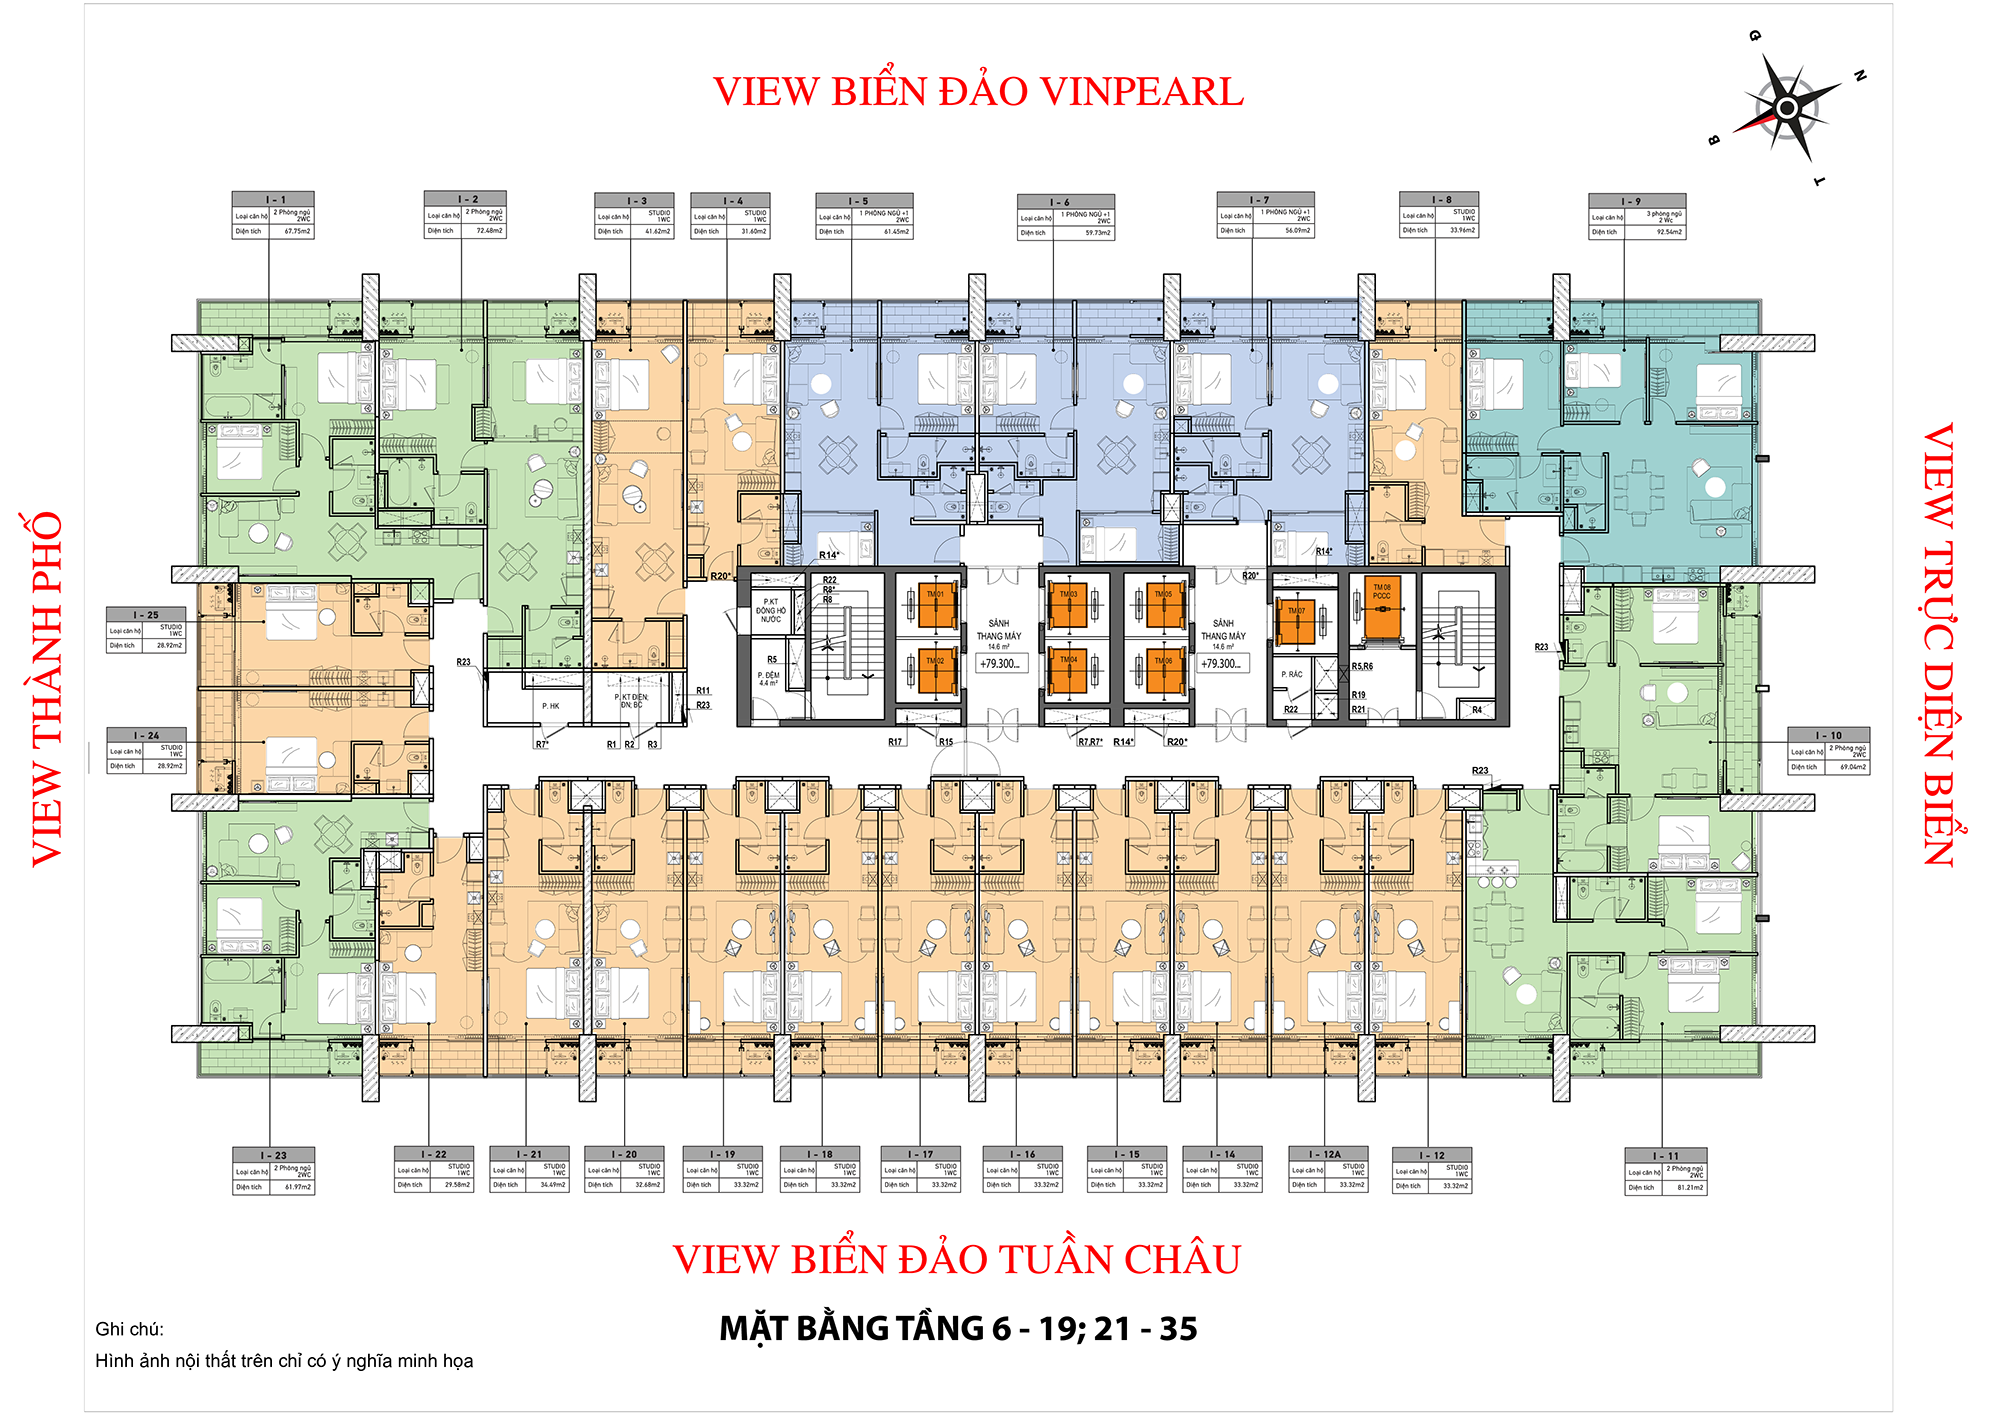 VIEW BIỂN ĐẢO VINPEARL
Đ
N
B
T
I - 1
Loại căn hộ 2 Phòng ngủ
2WC
Diện tích 67.75m2
I - 2
Loại căn hộ 2 Phòng ngủ
2WC
Diện tích 72.48m2
I - 3
Loại căn hộ STUDIO
1WC
Diện tích 41.62m2
I - 4
Loại căn hộ STUDIO
1WC
Diện tích 31.60m2
I - 5
Loại căn hộ 1 PHÒNG NGỦ +1
2WC
Diện tích 61.45m2
I - 6
Loại căn hộ 1 PHÒNG NGỦ +1
2WC
Diện tích 59.73m2
I - 7
Loại căn hộ 1 PHÒNG NGỦ +1
2WC
Diện tích 56.09m2
I - 8
Loại căn hộ STUDIO
1WC
Diện tích 33.96m2
I - 9
Loại căn hộ 3 phòng ngủ
2 Wc
Diện tích 92.54m2
VIEW THÀNH PHỐ
VIEW TRỰC DIỆN BIỂN
I - 25
Loại căn hộ STUDIO
1WC
Diện tích 28.92m2
I - 24
Loại căn hộ STUDIO
1WC
Diện tích 28.92m2
I - 10
Loại căn hộ 2 Phòng ngủ
2WC
Diện tích 69.04m2
R14*
R20*
R22
R8*
R8
P.KT
ĐỒNG HỒ
NƯỚC
R5
P. ĐỆM
4.4 m²
TM 01
TM 02
SẢNH
THANG MÁY
14.6 m²
+79.300...
TM 03
TM 04
TM 05
TM 06
SẢNH
THANG MÁY
14.6 m²
+79.300...
R20*
R14*
TM 07
TM 08
PCCC
P. RÁC
R5,R6
R19
R21
R22
R4
R23
R23
P. HK
P. KT ĐIỆN;
ĐN; BC
R11
R23
R7*
R1
R2
R3
R17
R15
R7,R7*
R14*
R20*
R23
I - 23
Loại căn hộ 2 Phòng ngủ
2WC
Diện tích 61.97m2
I - 22
Loại căn hộ STUDIO
1WC
Diện tích 29.58m2
I - 21
Loại căn hộ STUDIO
1WC
Diện tích 34.49m2
I - 20
Loại căn hộ STUDIO
1WC
Diện tích 32.68m2
I - 19
Loại căn hộ STUDIO
1WC
Diện tích 33.32m2
I - 18
Loại căn hộ STUDIO
1WC
Diện tích 33.32m2
I - 17
Loại căn hộ STUDIO
1WC
Diện tích 33.32m2
I - 16
Loại căn hộ STUDIO
1WC
Diện tích 33.32m2
I - 15
Loại căn hộ STUDIO
1WC
Diện tích 33.32m2
I - 14
Loại căn hộ STUDIO
1WC
Diện tích 33.32m2
I - 12A
Loại căn hộ STUDIO
1WC
Diện tích 33.32m2
I - 12
Loại căn hộ STUDIO
1WC
Diện tích 33.32m2
I - 11
Loại căn hộ 2 Phòng ngủ
2WC
Diện tích 81.21m2
VIEW BIỂN ĐẢO TUẦN CHÂU
MẶT BẰNG TẦNG 6 - 19; 21 - 35
Ghi chú:
Hình ảnh nội thất trên chỉ có ý nghĩa minh họa